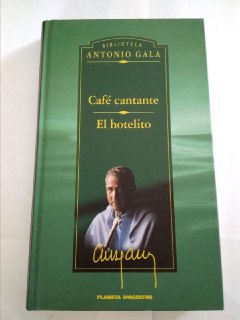 BIBLIOTECA
ANTONIO GALA
Café cantante
El hotelito
PLANETA DEAGOSTINI